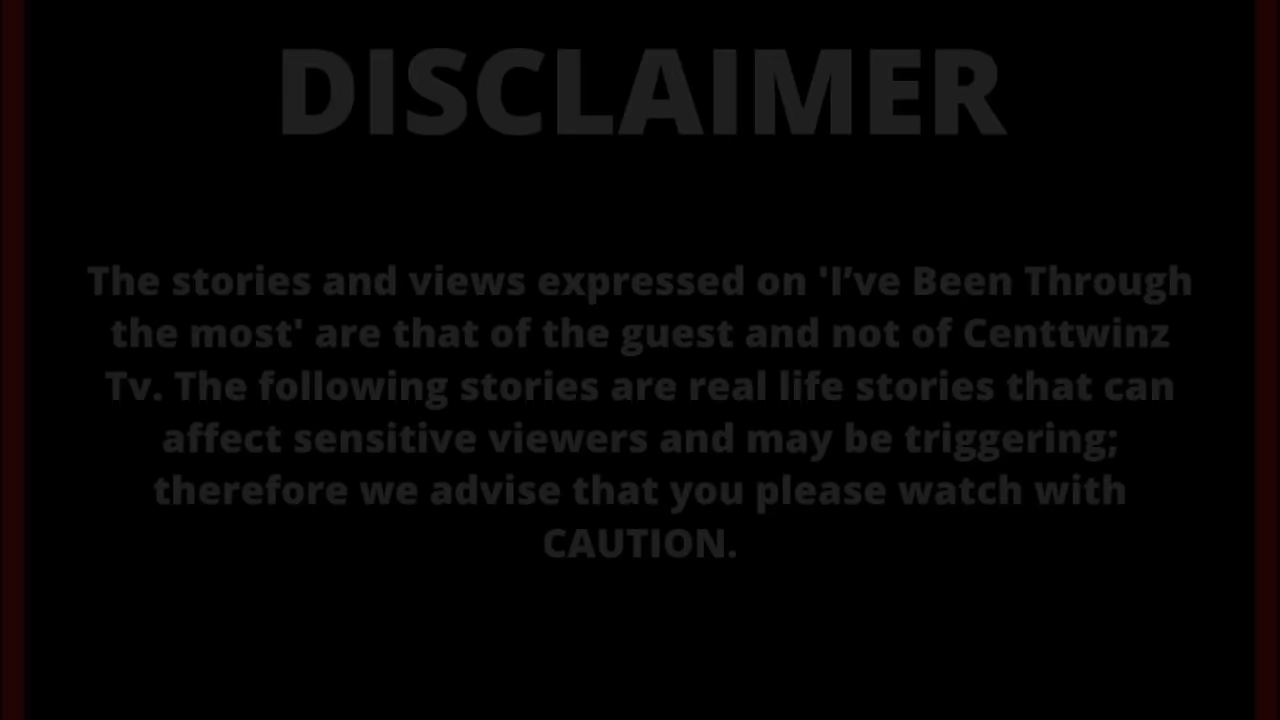 DISCLAIMER
The stories and views expressed on 'I’ve Been Through
the most' are that of the guest and not of Centtwinz
Tv. The following stories are real life stories that can
affect sensitive viewers and may be triggering;
therefore we advise that you please watch with
CAUTION.